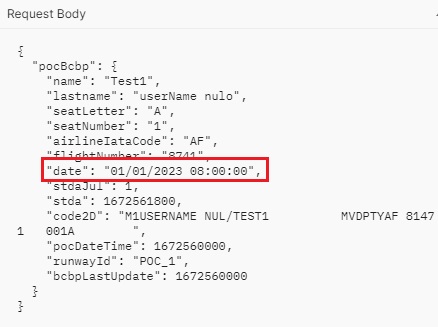 Request Body
{
"pocBcbp": {
"name": "Test1",
"lastname": "userName nulo",
"seatLetter": "A",
"seatNumber": "1",
"airlineIataCode": "AF",
"flightNumber": "8741",
"date": "01/01/2023 08:00:00",
"stdaJul": 1,
"stda": 1672561800,
"code2D": "M1USERNAME NUL/TEST1          MVDPTYAF 8147
1   001A        ",
"pocDateTime": 1672560000,
"runwayId": "POC_1",
"bcbpLastUpdate": 1672560000
}
}